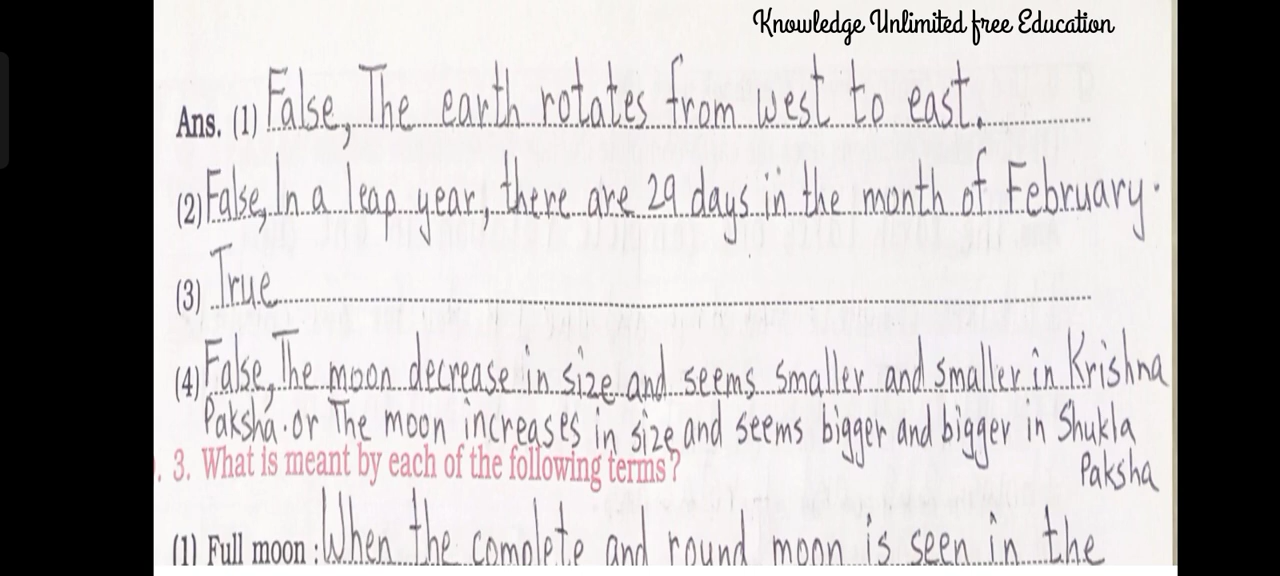 Knowledge Unlimited free Education
Ans. (1) False, The earth rotates from west to east.
(2) False, In a leap year, there are 29 days in the month of February.
(3) True
(4) False, The moon decrease in size and seems smaller and smaller in Krishna
Paksha. or The moon increases in size and seems bigger and bigger in Shukla
Paksha
. 3. What is meant by each of the following terms?
(1) Full moon : When the complete and round moon is seen in the